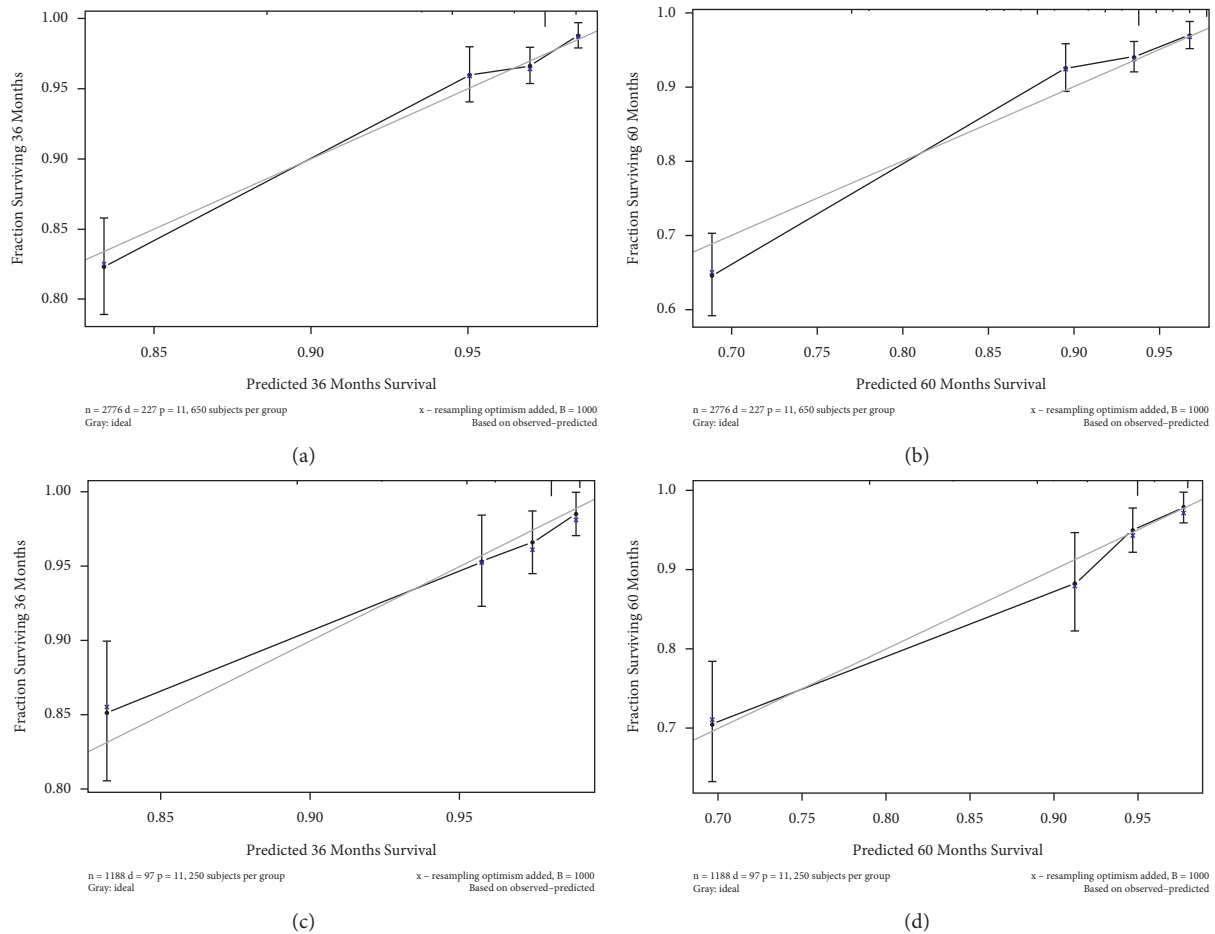 1.00
0.95
0.90
0.85
0.80
Fraction Surviving 36 Months
0.85 0.90 0.95
Predicted 36 Months Survival
n = 2776 d = 227 p = 11, 650 subjects per group
Gray: ideal
x – resampling optimism added, B = 1000
Based on observed–predicted
(a)
1.0
0.9
0.8
0.7
0.6
Fraction Surviving 60 Months
0.70 0.75 0.80 0.85 0.90 0.95
Predicted 60 Months Survival
n = 2776 d = 227 p = 11, 650 subjects per group
Gray: ideal
x – resampling optimism added, B = 1000
Based on observed–predicted
(b)
1.00
0.95
0.90
0.85
0.80
Fraction Surviving 36 Months
0.85 0.90 0.95
Predicted 36 Months Survival
n = 1188 d = 97 p = 11, 250 subjects per group
Gray: ideal
x – resampling optimism added, B = 1000
Based on observed–predicted
(c)
1.0
0.9
0.8
0.7
Fraction Surviving 60 Months
0.70 0.75 0.80 0.85 0.90 0.95
Predicted 60 Months Survival
n = 1188 d = 97 p = 11, 250 subjects per group
Gray: ideal
x – resampling optimism added, B = 1000
Based on observed–predicted
(d)